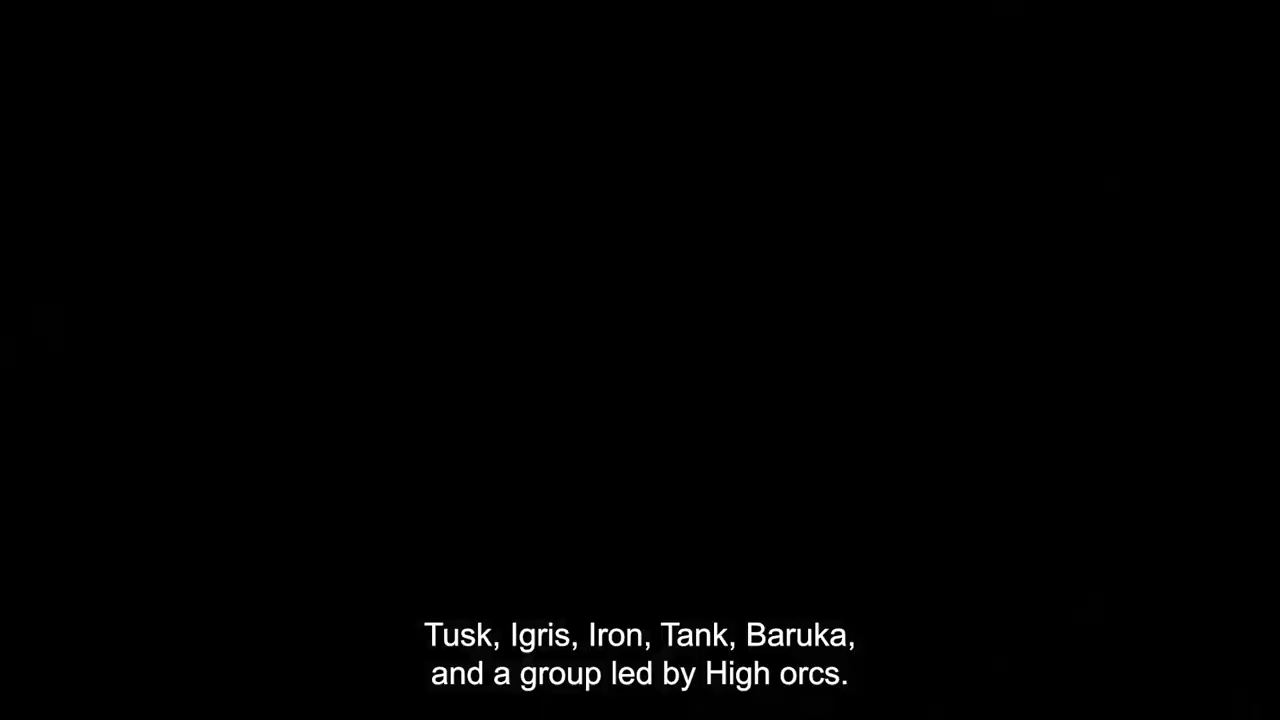 Tusk, Igris, Iron, Tank, Baruka,
and a group led by High orcs.